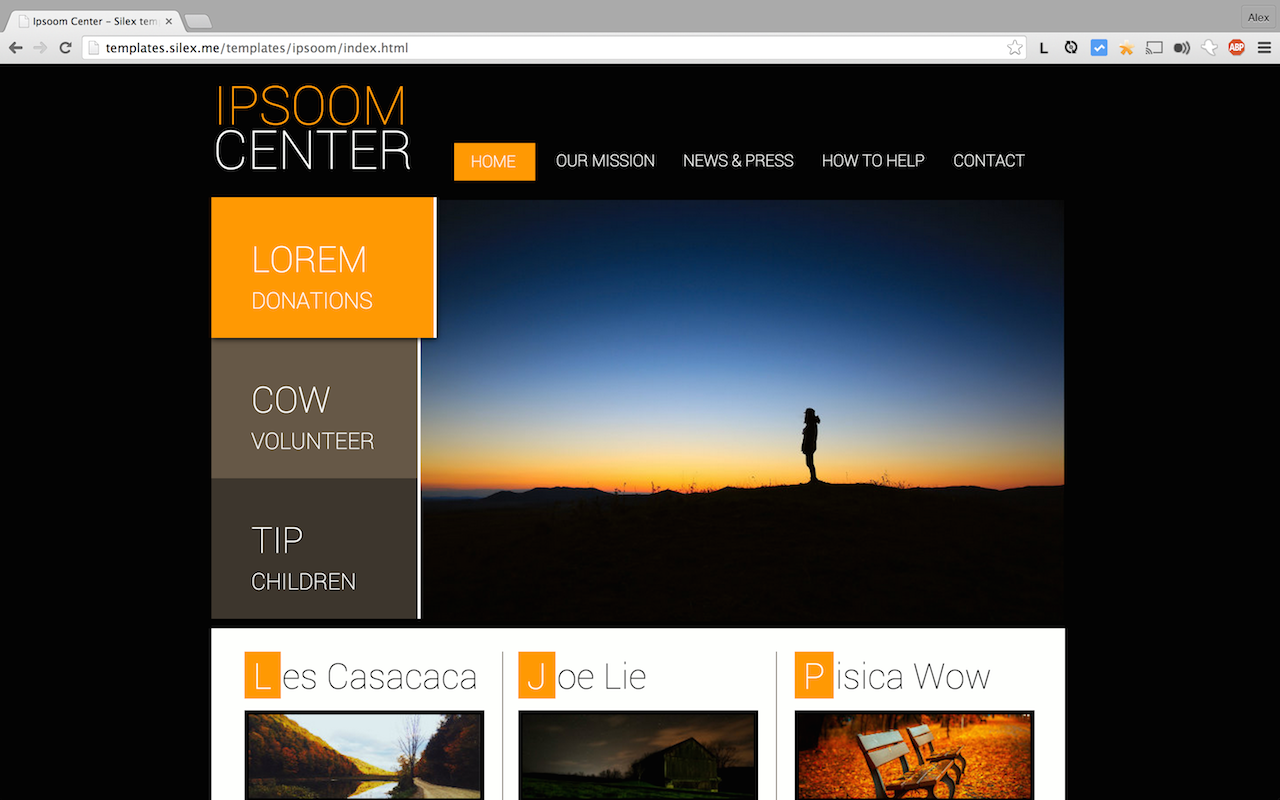 Ipsoom Center – Silex tem
Alex
templates.silex.me/templates/ipsoom/index.html
L
ABP
IPSOOM
CENTER
HOME OUR MISSION NEWS & PRESS HOW TO HELP CONTACT
LOREM
DONATIONS
COW
VOLUNTEER
TIP
CHILDREN
Les Casacaca
Joe Lie
Pisica Wow